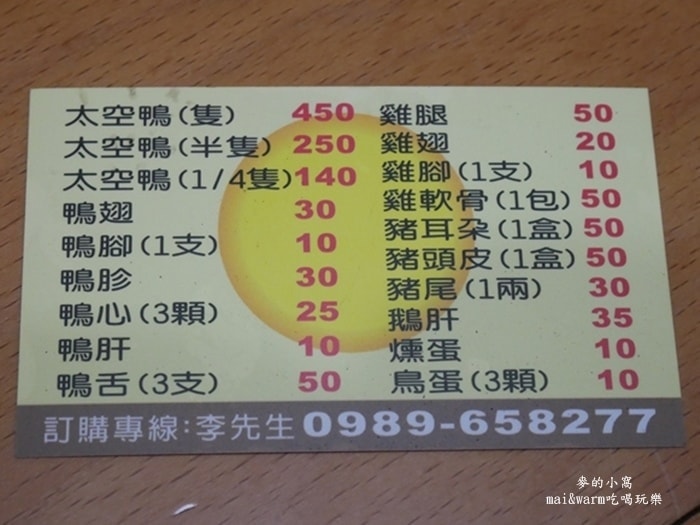 太空鴨(隻) 450
太空鴨(半隻) 250
太空鴨(1/4隻) 140
鴨翅 30
鴨腳(1支) 10
鴨胗 30
鴨心(3顆) 25
鴨肝 10
鴨舌(3支) 50
雞腿 50
雞翅 20
雞腳(1支) 10
雞軟骨(1包) 50
豬耳朵(1盒) 50
豬頭皮(1盒) 50
豬尾(1兩) 30
鵝肝 35
燻蛋 10
鳥蛋(3顆) 10
訂購專線:李先生 0989-658277
麥的小窩
mai&warm吃喝玩樂